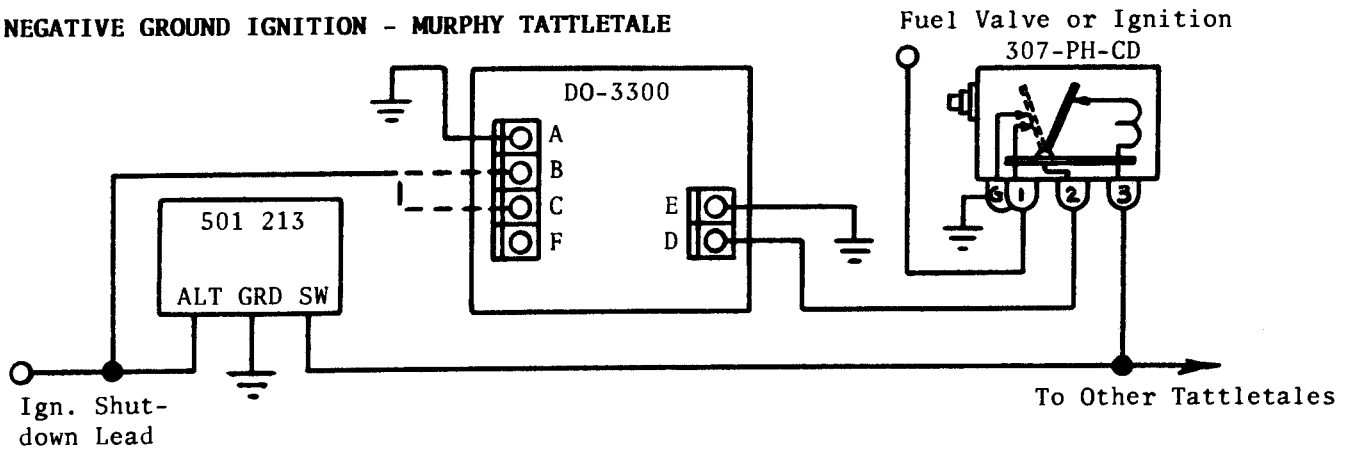 NEGATIVE GROUND IGNITION - MURPHY TATTLETALE
Fuel Valve or Ignition
307-PH-CD
DO-3300
A
B
C
F
E
D
G 1 2 3
501 213
ALT GRD SW
Ign. Shut-
down Lead
To Other Tattletales